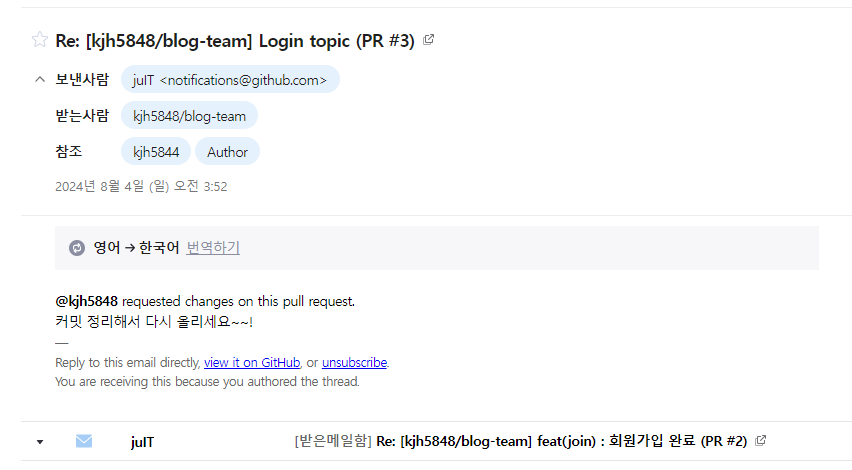 Re: [kjh5848/blog-team] Login topic (PR #3)
보낸사람 juIT <notifications@github.com>
받는사람 kjh5848/blog-team
참조 kjh5844 Author
2024년 8월 4일 (일) 오전 3:52
영어 → 한국어 번역하기
@kjh5848 requested changes on this pull request.
커밋 정리해서 다시 올리세요~~!
—
Reply to this email directly, view it on GitHub, or unsubscribe.
You are receiving this because you authored the thread.
juIT [받은메일함] Re: [kjh5848/blog-team] feat(join) : 회원가입 완료 (PR #2)